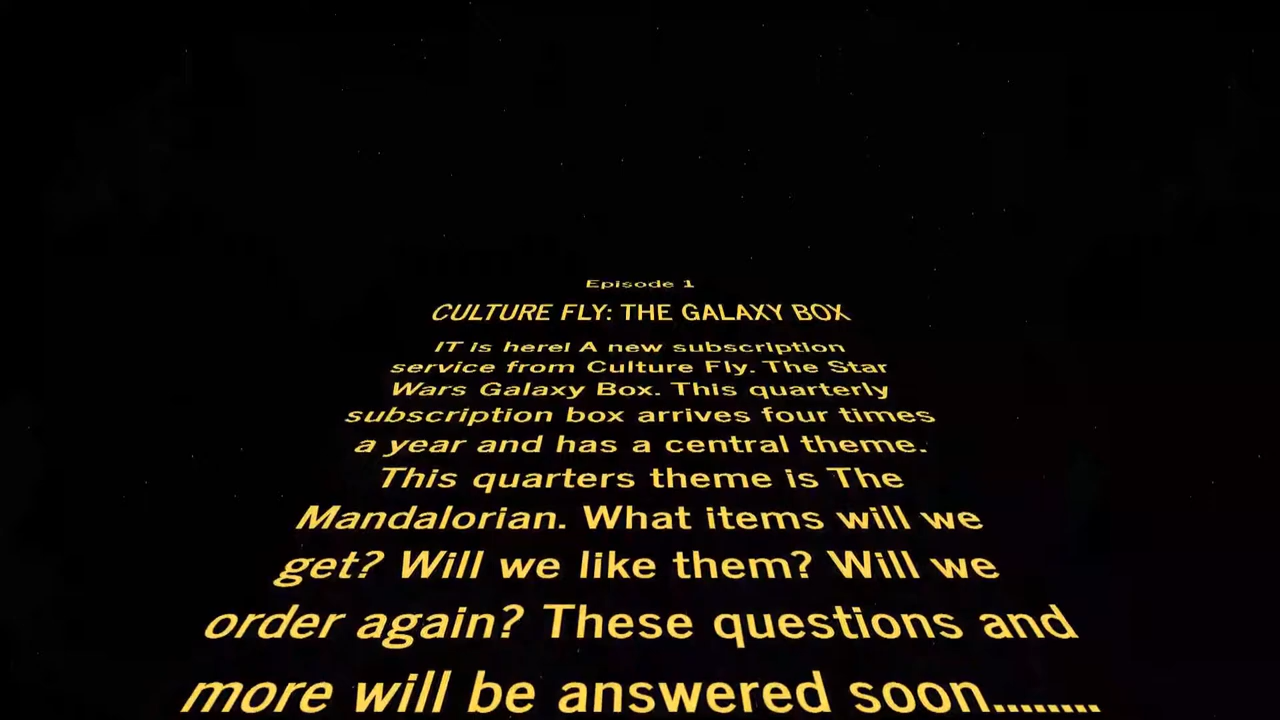 Episode 1
CULTURE FLY: THE GALAXY BOX
IT is here! A new subscription
service from Culture Fly. The Star
Wars Galaxy Box. This quarterly
subscription box arrives four times
a year and has a central theme.
This quarters theme is The
Mandalorian. What items will we
get? Will we like them? Will we
order again? These questions and
more will be answered soon........